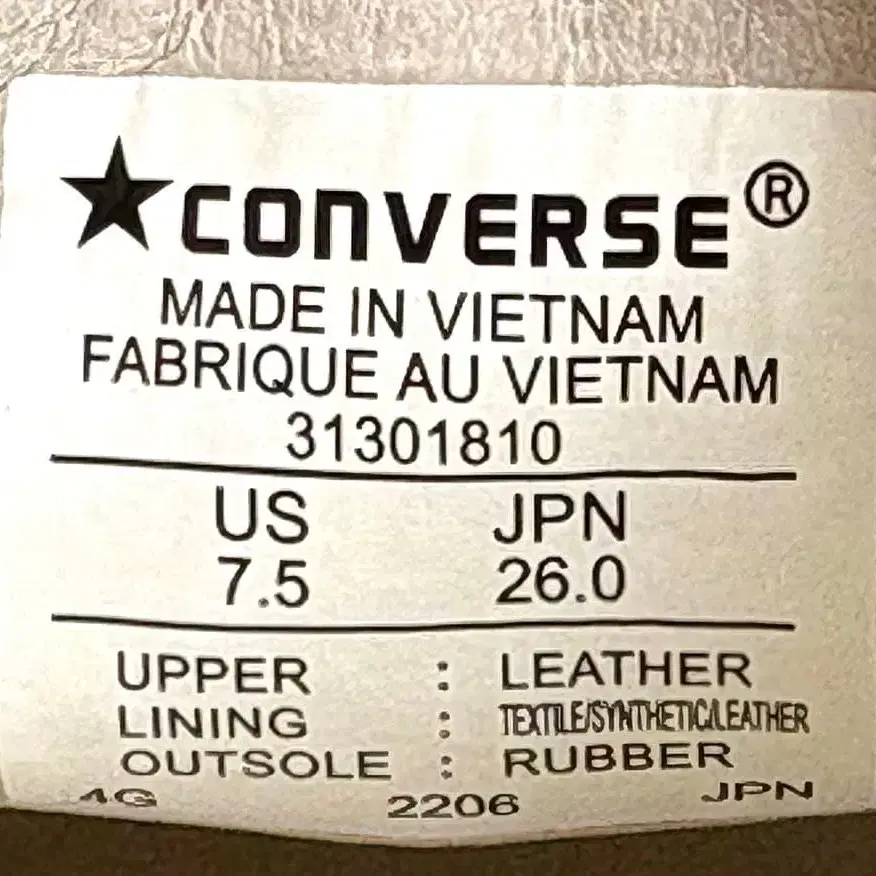 ★CONVERSE®
MADE IN VIETNAM
FABRIQUE AU VIETNAM
31301810
US JPN
7.5 26.0
UPPER : LEATHER
LINING : TEXTILE/SYNTHETIC/LEATHER
OUTSOLE : RUBBER
4G 2206 JPN